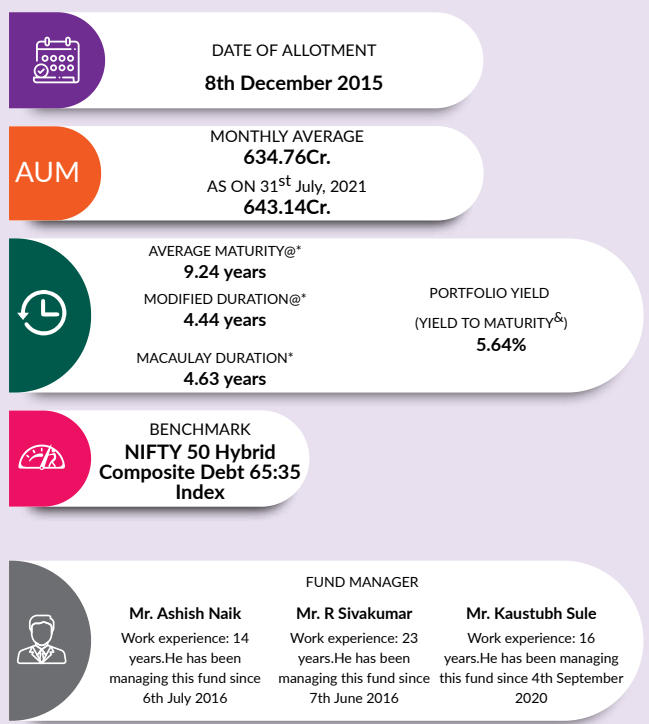 DATE OF ALLOTMENT
8th December 2015
AUM
MONTHLY AVERAGE
634.76Cr.
AS ON 31st July, 2021
643.14Cr.
AVERAGE MATURITY@*
9.24 years
MODIFIED DURATION@*
4.44 years
MACAULAY DURATION*
4.63 years
PORTFOLIO YIELD
(YIELD TO MATURITY&)
5.64%
BENCHMARK
NIFTY 50 Hybrid
Composite Debt 65:35
Index
FUND MANAGER
Mr. Ashish Naik
Work experience: 14
years.He has been
managing this fund since
6th July 2016
Mr. R Sivakumar
Work experience: 23
years.He has been
managing this fund since
7th June 2016
Mr. Kaustubh Sule
Work experience: 16
years.He has been managing
this fund since 4th September
2020